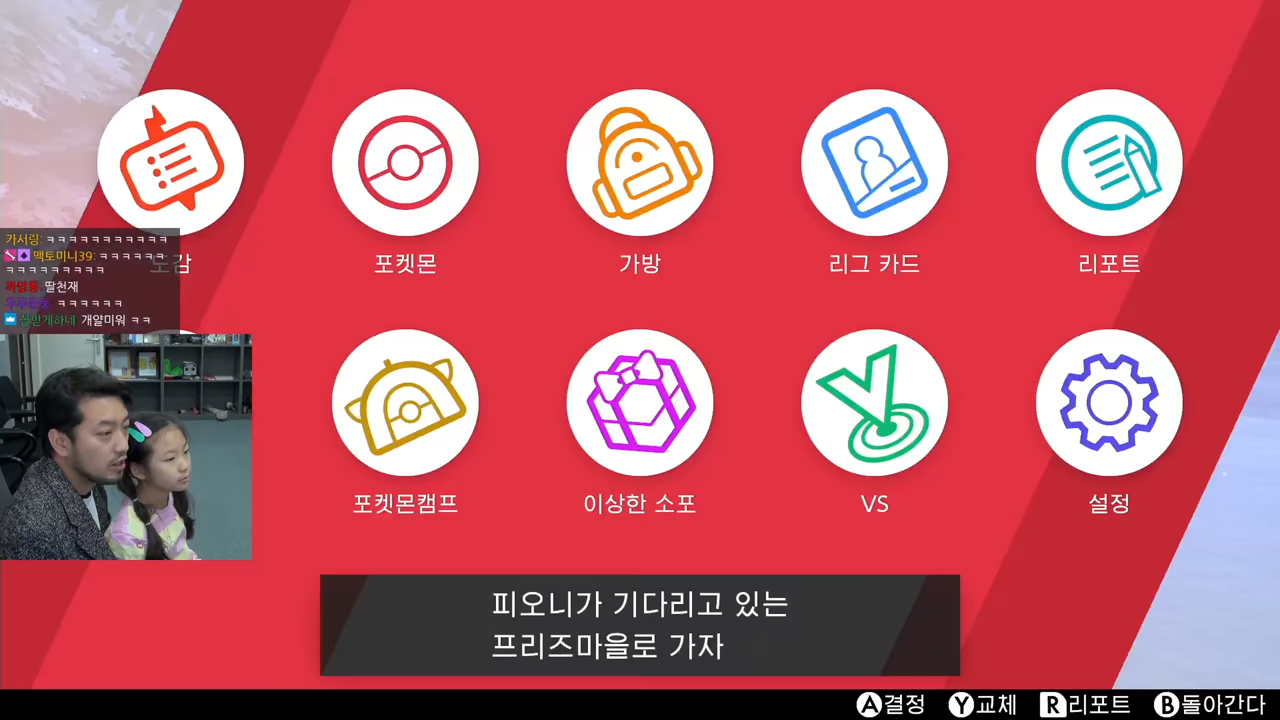 도감
포켓몬
가방
리그 카드
리포트
카서링: ㅋㅋㅋㅋㅋㅋㅋㅋㅋㅋㅋ
맥토미니39: ㅋㅋㅋㅋㅋㅋ
ㅋㅋㅋㅋㅋㅋㅋㅋㅋ
딸천재
ㅋㅋㅋㅋㅋㅋ
개얄미워 ㅋㅋ
포켓몬캠프
이상한 소포
VS
설정
피오니가 기다리고 있는
프리즈마을로 가자
A결정 Y교체 R리포트 B돌아간다